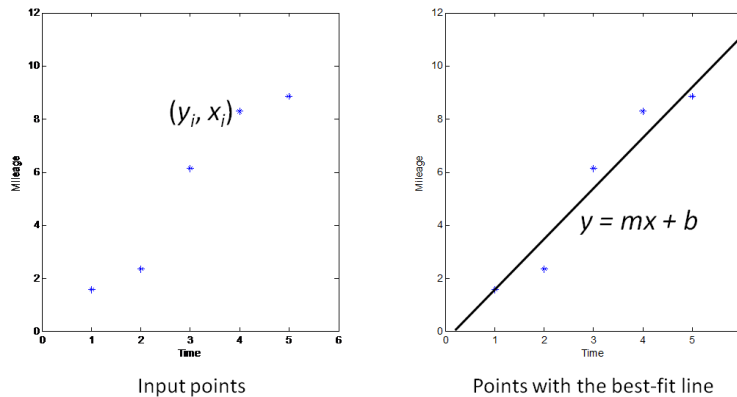 12
10
8
6
4
2
0
0 1 2 3 4 5 6
Mileage
Time
(yi, xi)
Input points
12
10
8
6
4
2
0
0 1 2 3 4 5
Mileage
Time
y = mx + b
Points with the best-fit line